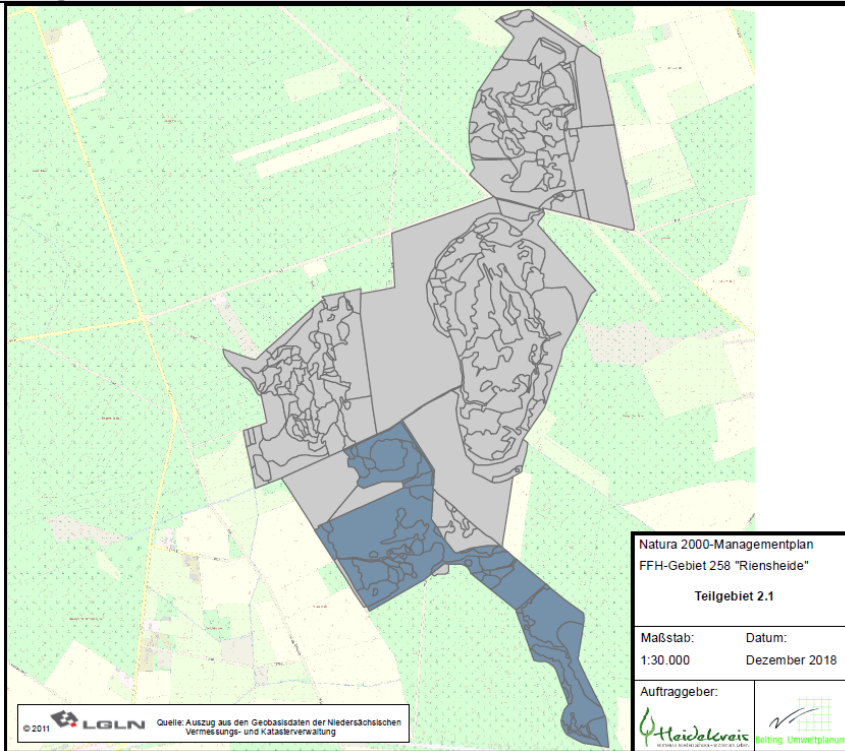 Natura 2000-Managementplan
FFH-Gebiet 258 "Riensheide"
Teilgebiet 2.1
Maßstab: Datum:
1:30.000 Dezember 2018
Auftraggeber:
Heidekreis
Belting Umweltplanung
© 2011 LGLN Quelle: Auszug aus den Geobasisdaten der Niedersächsischen
Vermessungs- und Katasterverwaltung